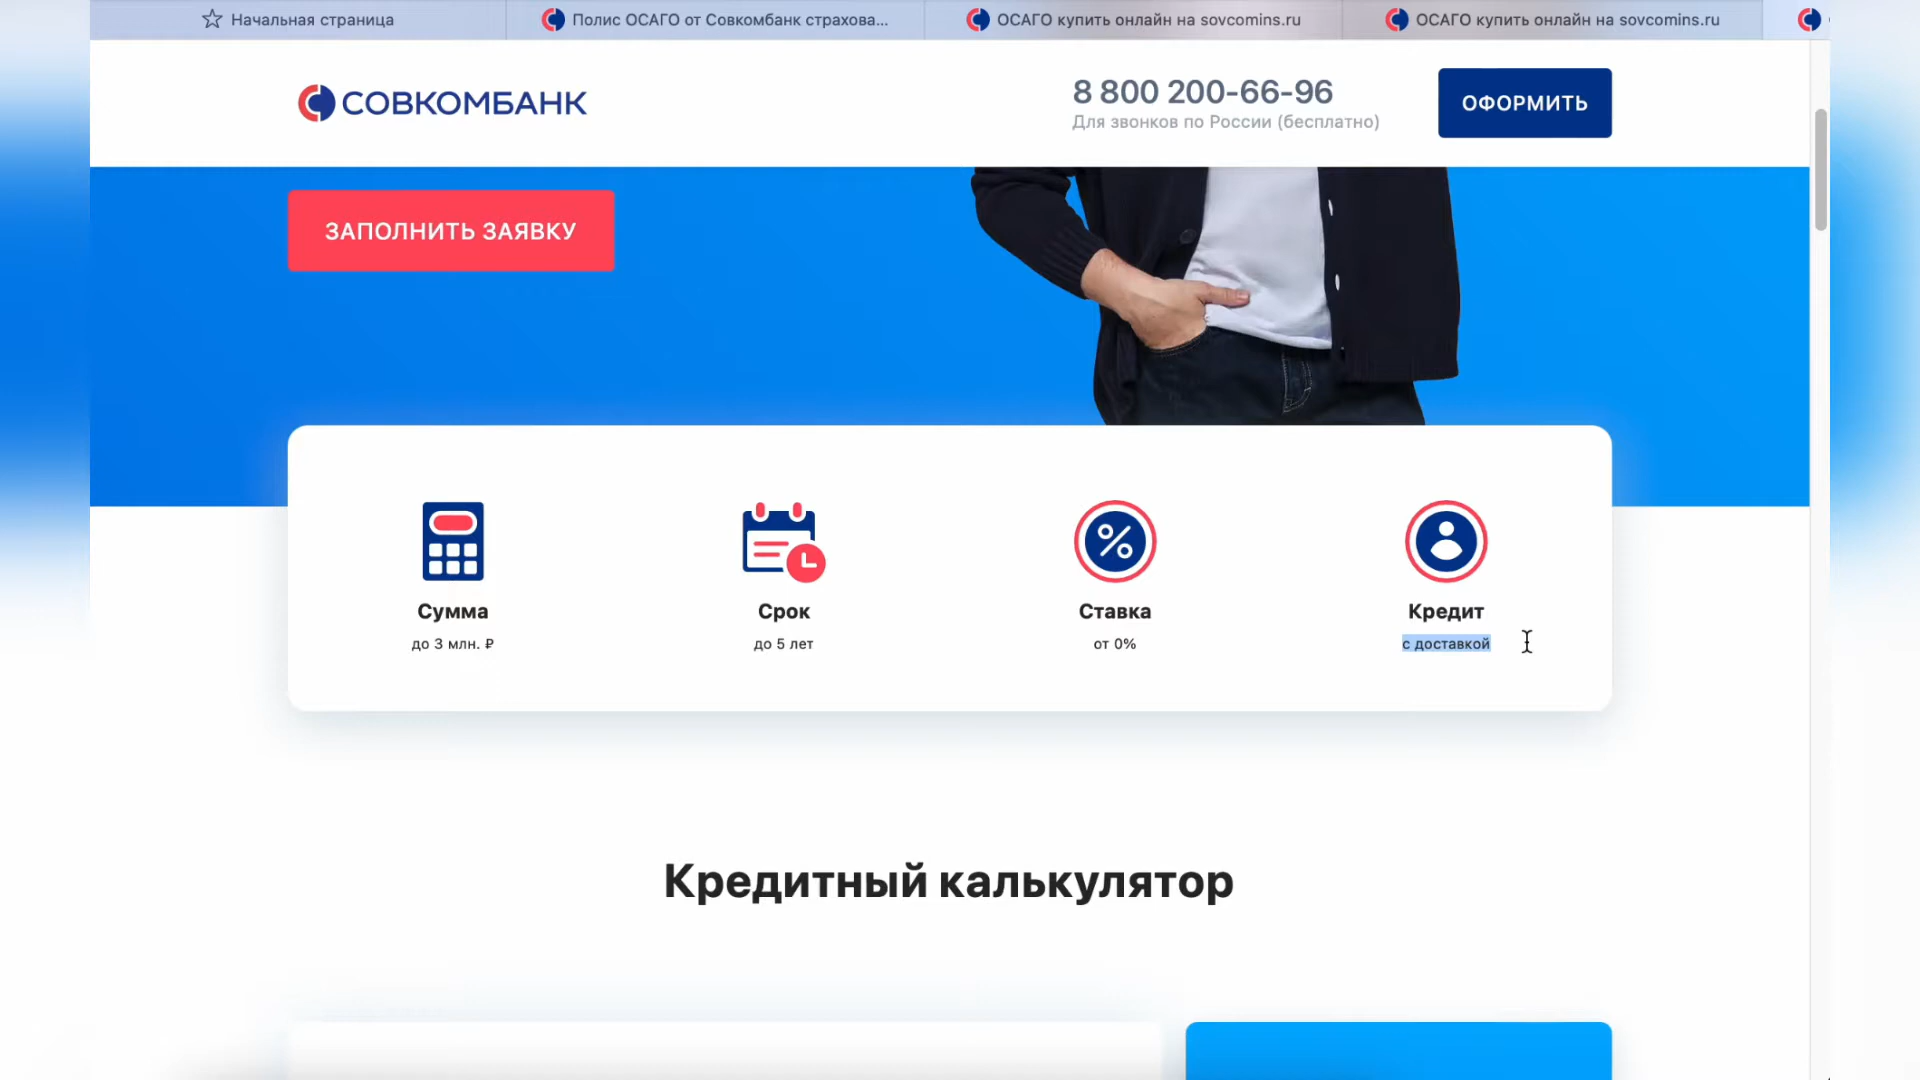 Начальная страница
Полис ОСАГО от Совкомбанк страхова...
ОСАГО купить онлайн на sovcomins.ru
ОСАГО купить онлайн на sovcomins.ru
СОВКОМБАНК
8 800 200-66-96
Для звонков по России (бесплатно)
ОФОРМИТЬ
ЗАПОЛНИТЬ ЗАЯВКУ
Сумма
до 3 млн. ₽
Срок
до 5 лет
Ставка
от 0%
Кредит
с доставкой
Кредитный калькулятор